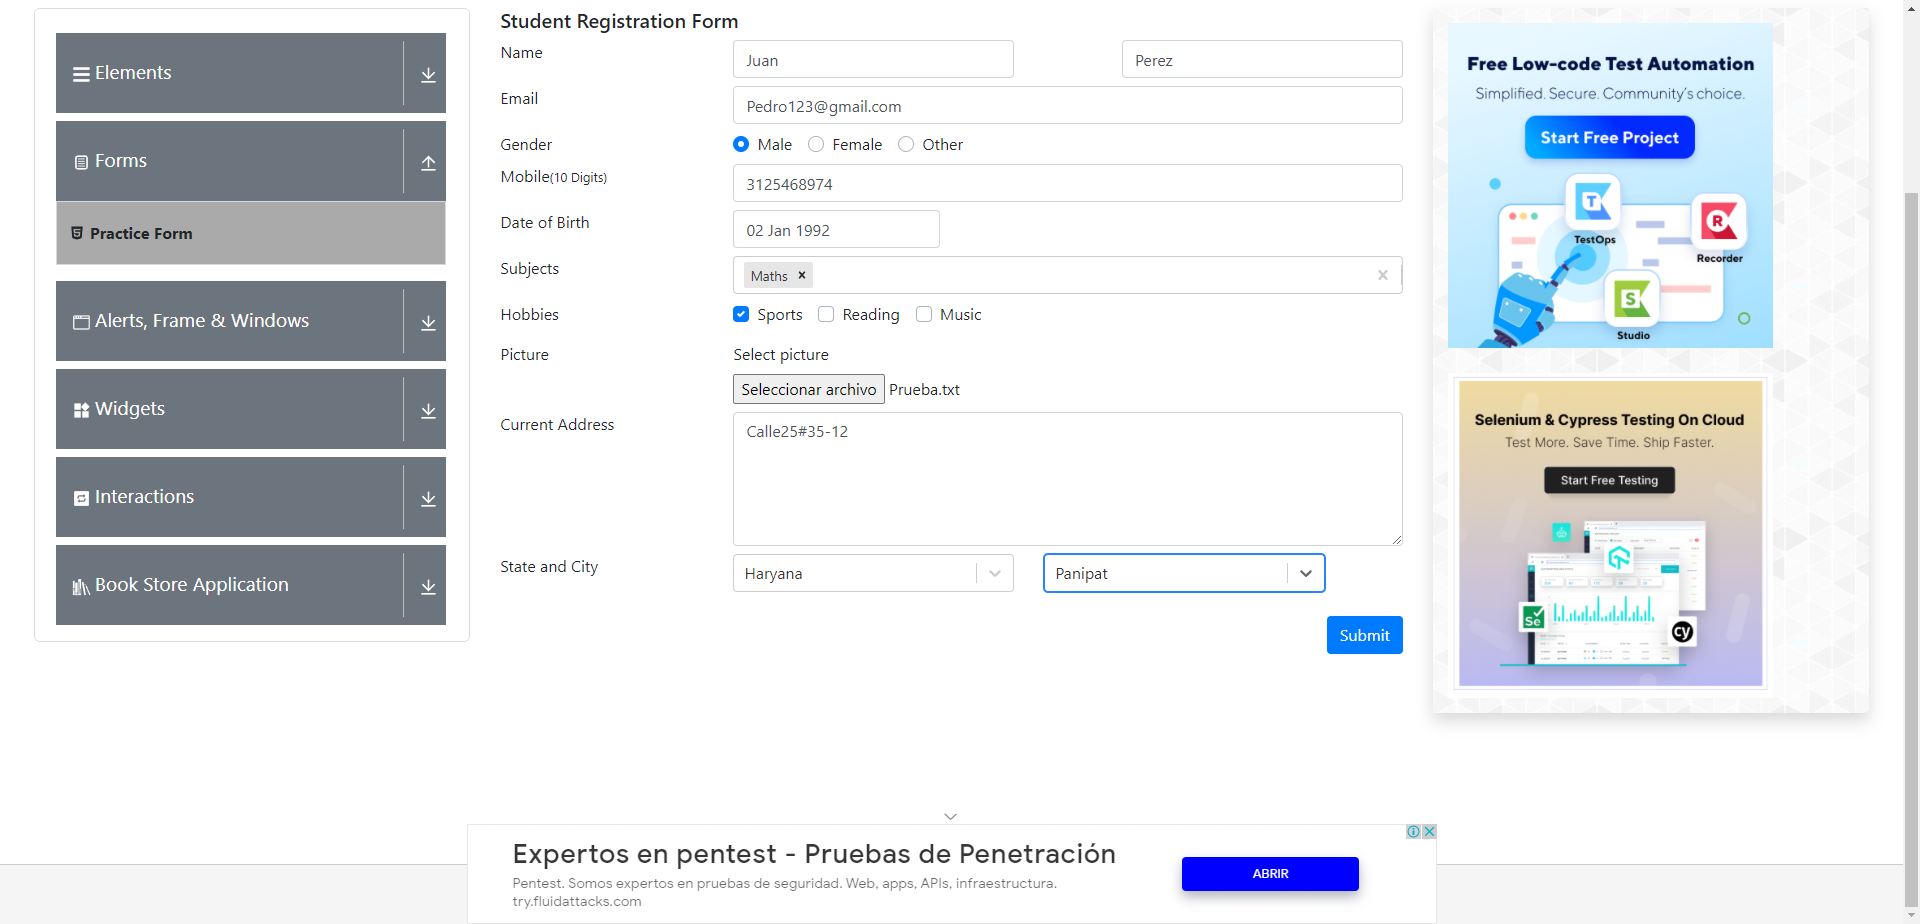 Elements
Forms
Practice Form
Alerts, Frame & Windows
Widgets
Interactions
Book Store Application
Student Registration Form
Name
Juan
Perez
Email
Pedro123@gmail.com
Gender
Male
Female
Other
Mobile(10 Digits)
3125468974
Date of Birth
02 Jan 1992
Subjects
Maths
Hobbies
Sports
Reading
Music
Picture
Select picture
Seleccionar archivo Prueba.txt
Current Address
Calle25#35-12
State and City
Haryana
Panipat
Submit
Free Low-code Test Automation
Simplified. Secure. Community's choice.
Start Free Project
T
TestOps
R
Recorder
S
Studio
Selenium & Cypress Testing On Cloud
Test More. Save Time. Ship Faster.
Start Free Testing
Se
cy
Expertos en pentest - Pruebas de Penetración
Pentest. Somos expertos en pruebas de seguridad. Web, apps, APIs, infraestructura.
try.fluidattacks.com
ABRIR